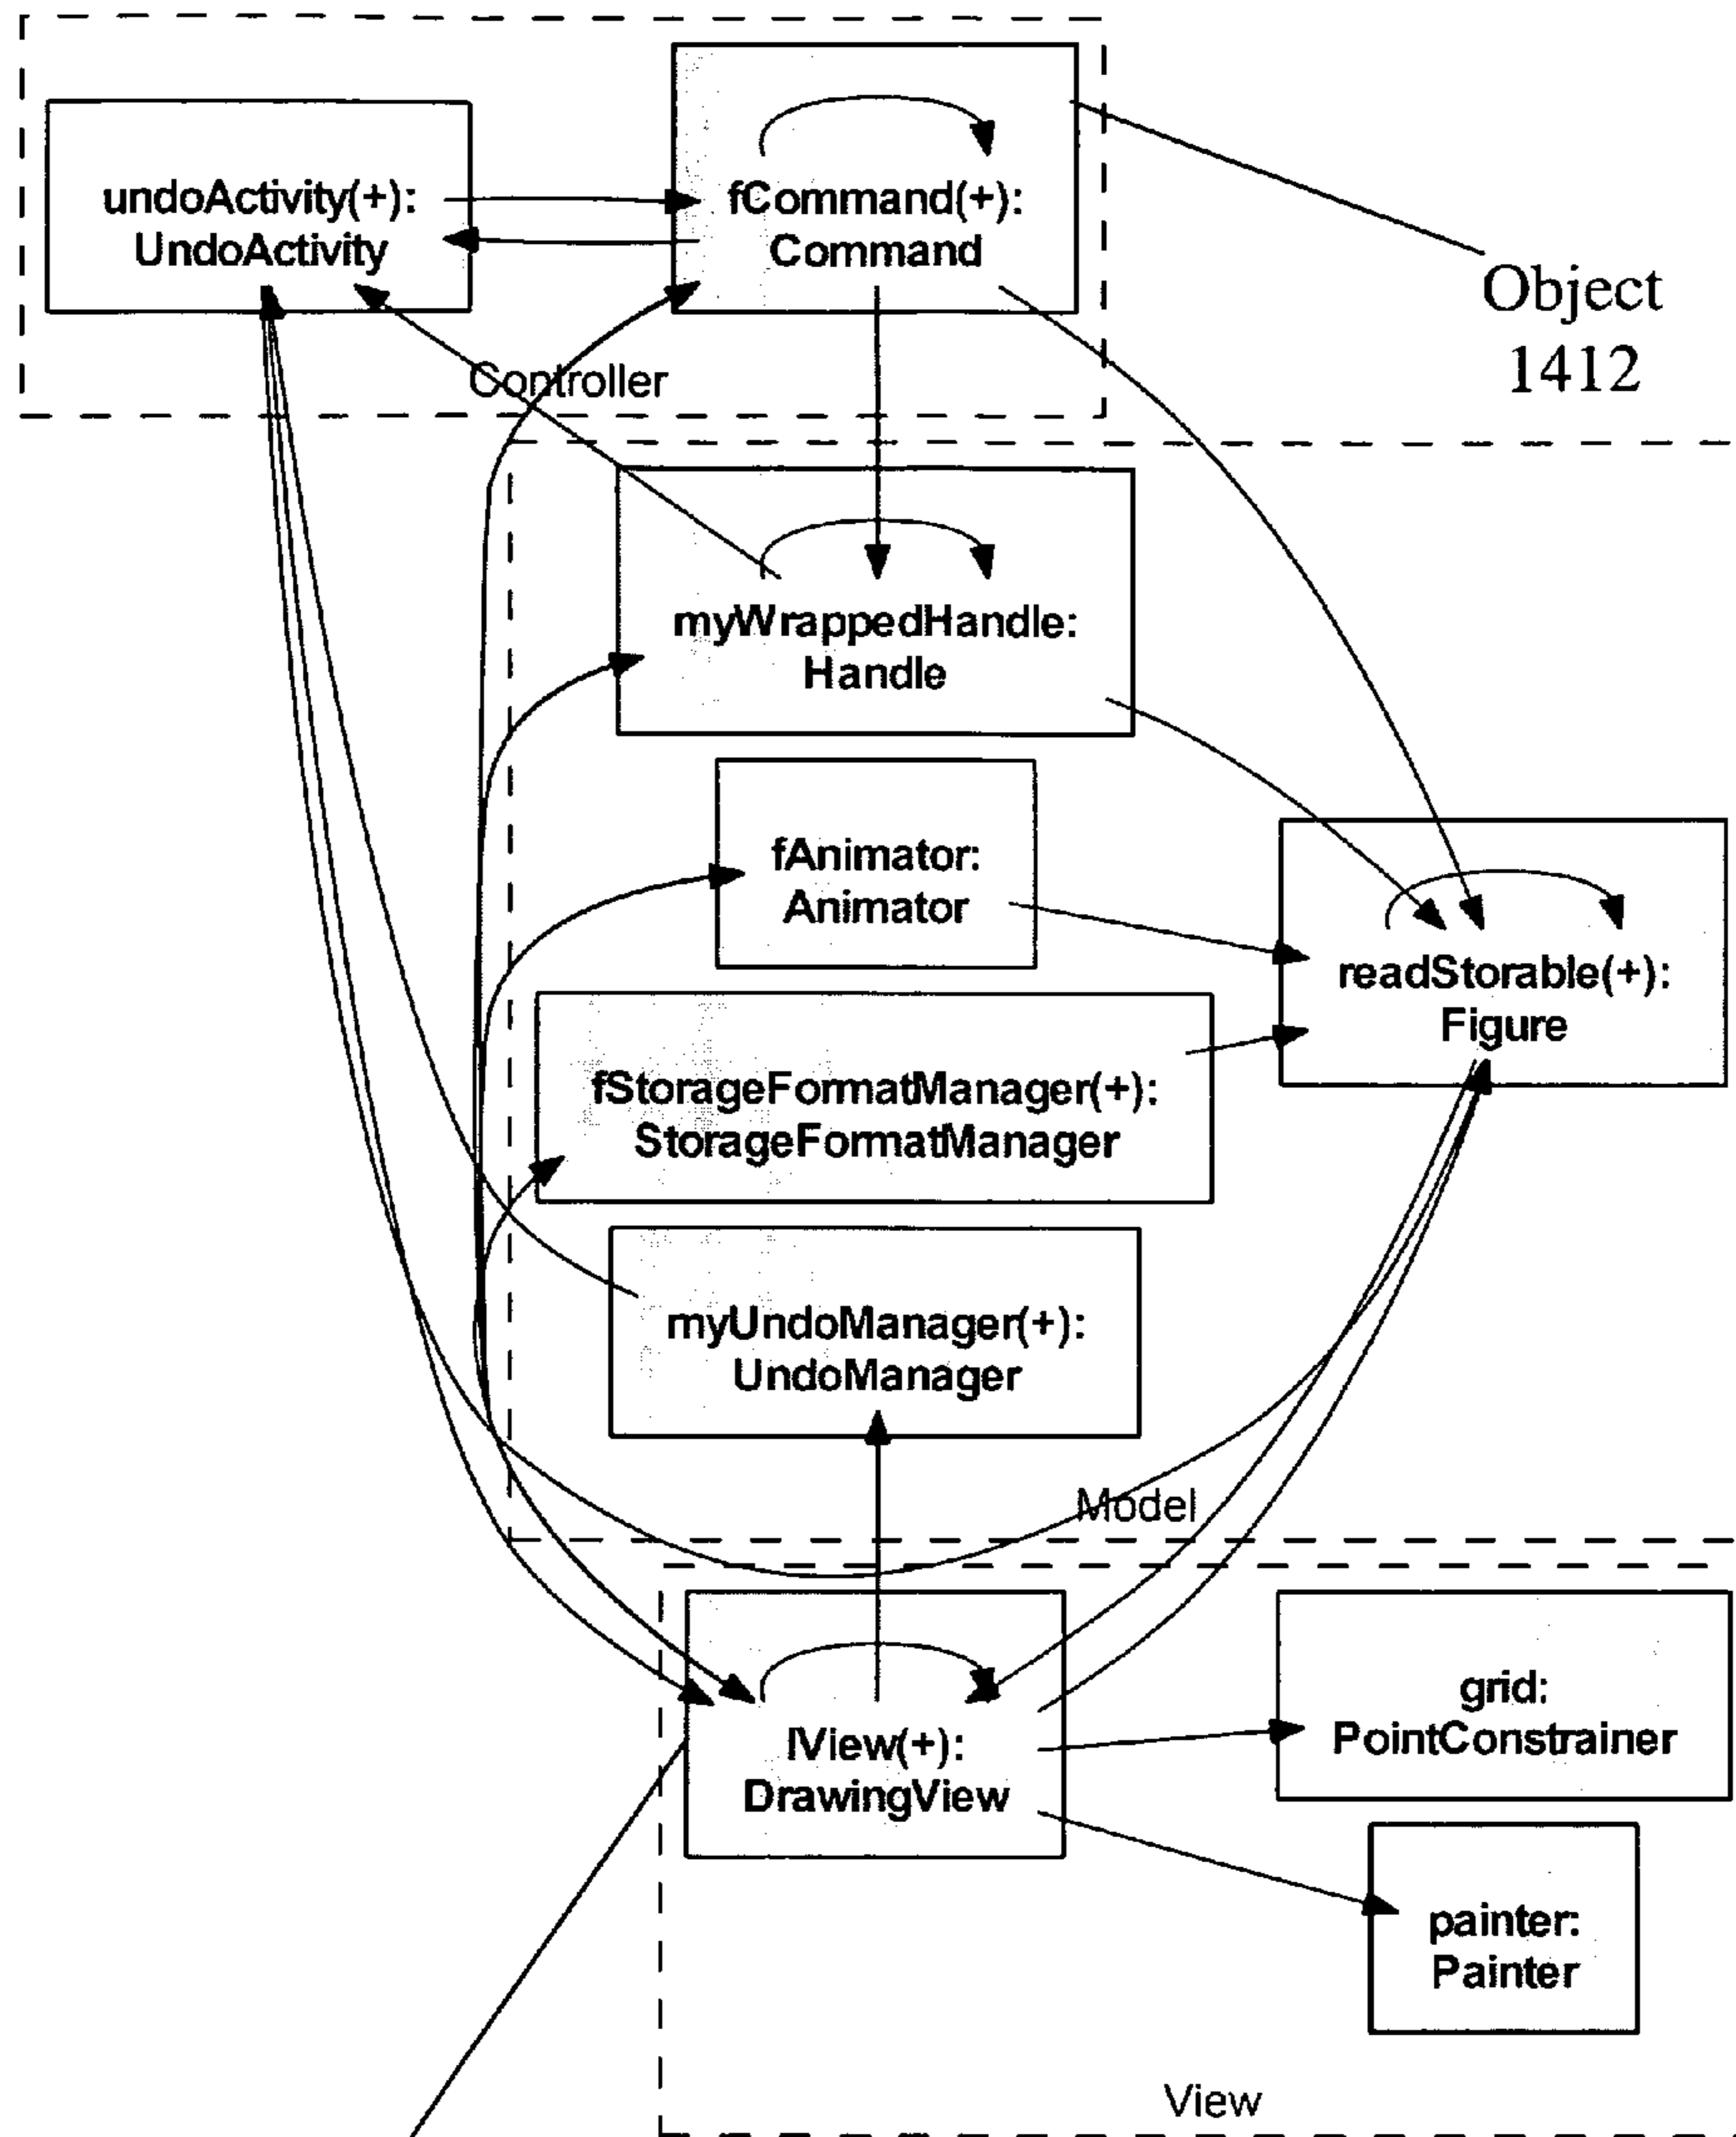 undoActivity(+):
UndoActivity
fCommand(+):
Command
Object
1412
Controller
myWrappedHandle:
Handle
fAnimator:
Animator
readStorable(+):
Figure
fStorageFormatManager(+):
StorageFormatManager
myUndoManager(+):
UndoManager
Model
lView(+):
DrawingView
grid:
PointConstrainer
painter:
Painter
View